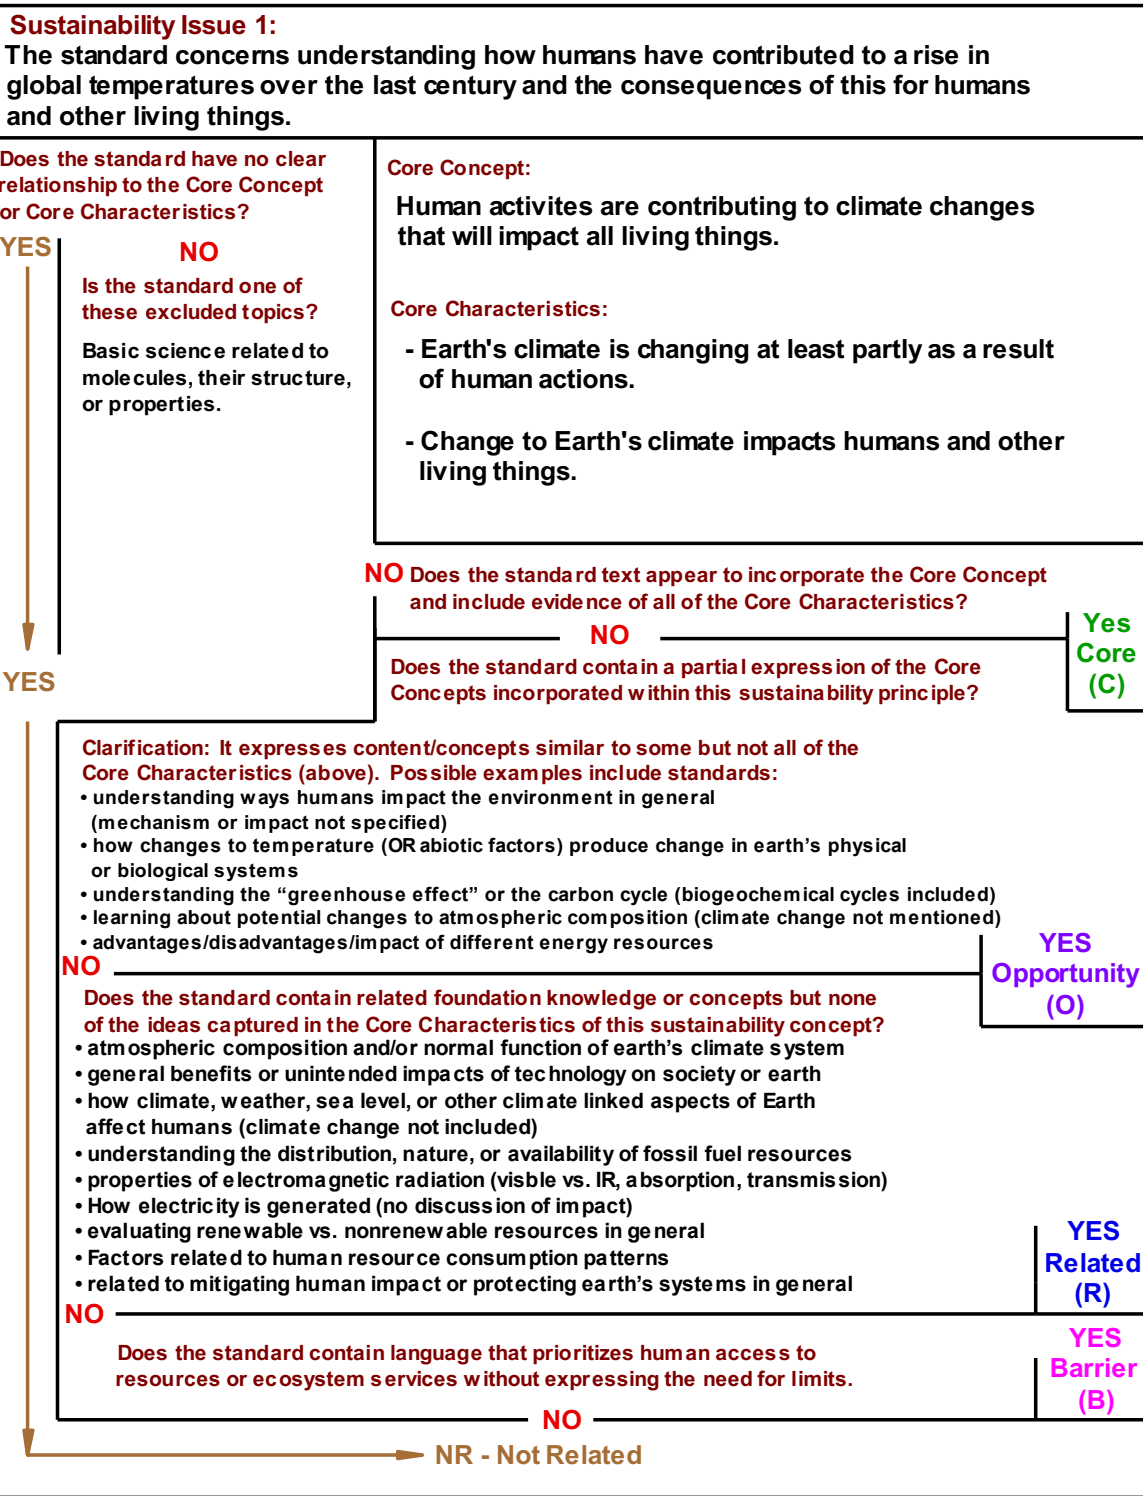 Sustainability Issue 1:
The standard concerns understanding how humans have contributed to a rise in
global temperatures over the last century and the consequences of this for humans
and other living things.
Does the standard have no clear
relationship to the Core Concept
or Core Characteristics?
YES
NO
Is the standard one of
these excluded topics?
Basic science related to
molecules, their structure,
or properties.
Core Concept:
Human activites are contributing to climate changes
that will impact all living things.
Core Characteristics:
- Earth's climate is changing at least partly as a result
of human actions.
- Change to Earth's climate impacts humans and other
living things.
NO Does the standard text appear to incorporate the Core Concept
and include evidence of all of the Core Characteristics?
NO
Yes
Core
(C)
Does the standard contain a partial expression of the Core
Concepts incorporated within this sustainability principle?
YES
Clarification: It expresses content/concepts similar to some but not all of the
Core Characteristics (above). Possible examples include standards:
• understanding ways humans impact the environment in general
(mechanism or impact not specified)
• how changes to temperature (OR abiotic factors) produce change in earth's physical
or biological systems
• understanding the “greenhouse effect” or the carbon cycle (biogeochemical cycles included)
• learning about potential changes to atmospheric composition (climate change not mentioned)
• advantages/disadvantages/impact of different energy resources
NO
YES
Opportunity
(O)
Does the standard contain related foundation knowledge or concepts but none
of the ideas captured in the Core Characteristics of this sustainability concept?
• atmospheric composition and/or normal function of earth's climate system
• general benefits or unintended impacts of technology on society or earth
• how climate, weather, sea level, or other climate linked aspects of Earth
affect humans (climate change not included)
• understanding the distribution, nature, or availability of fossil fuel resources
• properties of electromagnetic radiation (visble vs. IR, absorption, transmission)
• How electricity is generated (no discussion of impact)
• evaluating renewable vs. nonrenewable resources in general
• Factors related to human resource consumption patterns
• related to mitigating human impact or protecting earth's systems in general
YES
Related
(R)
NO
Does the standard contain language that prioritizes human access to
resources or ecosystem services without expressing the need for limits.
YES
Barrier
(B)
NO
NR - Not Related